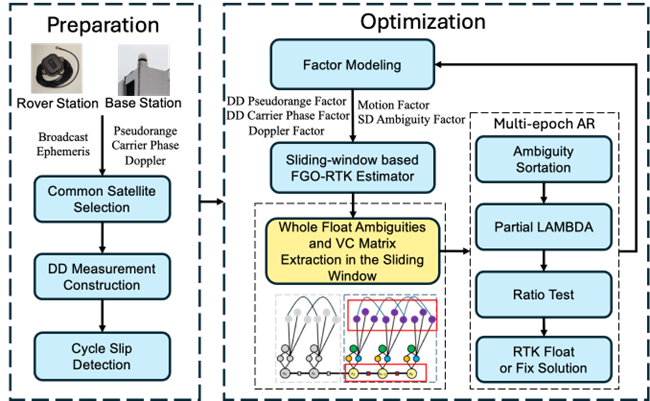 Preparation
Rover Station
Base Station
Broadcast
Ephemeris
Pseudorange
Carrier Phase
Doppler
Common Satellite
Selection
DD Measurement
Construction
Cycle Slip
Detection
Optimization
Factor Modeling
DD Pseudorange Factor
DD Carrier Phase Factor
Doppler Factor
Motion Factor
SD Ambiguity Factor
Sliding-window based
FGO-RTK Estimator
Whole Float Ambiguities
and VC Matrix
Extraction in the Sliding
Window
Multi-epoch AR
Ambiguity
Sortation
Partial LAMBDA
Ratio Test
RTK Float
or Fix Solution